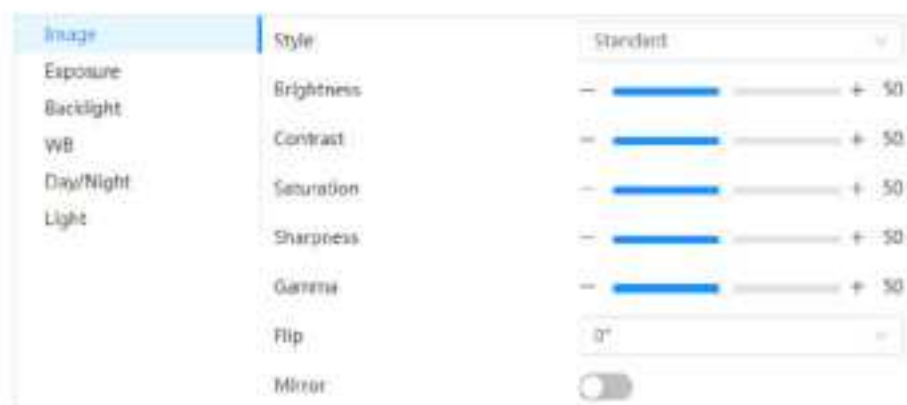 Image
Exposure
Backlight
WB
Day/Night
Light
Style Standard
Brightness - + 50
Contrast - + 50
Saturation - + 50
Sharpness - + 50
Gamma - + 50
Flip 0°
Mirror